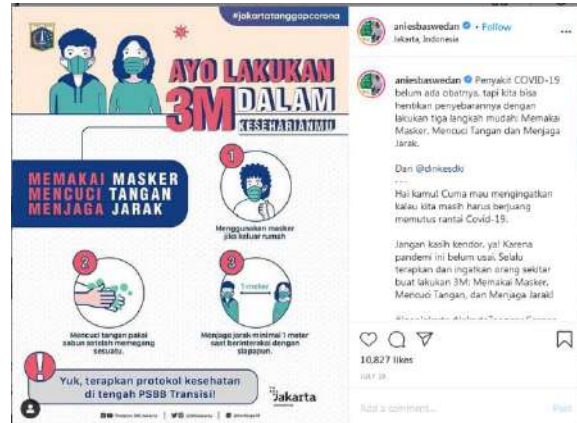 #jakartatanggapcorona
AYO LAKUKAN
3M DALAM
KESEHARIANMU
MEMAKAI MASKER
MENCUCI TANGAN
MENJAGA JARAK
1
Menggunakan masker
jika keluar rumah
2
Mencuci tangan pakai
sabun setelah memegang
sesuatu.
3
1 meter
Menjaga jarak minimal 1 meter
saat berinteraksi dengan
siapapun.
!
Yuk, terapkan protokol kesehatan
di tengah PSBB Transisi!
Jakarta
aniesbaswedan • Follow
Jakarta, Indonesia
aniesbaswedan Penyakit COVID-19
belum ada obatnya, tapi kita bisa
hentikan penyebarannya dengan
lakukan tiga langkah mudah: Memakai
Masker, Mencuci Tangan dan Menjaga
Jarak.
Dari @dinkesdki
---
Hai kamu! Cuma mau mengingatkan
kalau kita masih harus berjuang
memutus rantai Covid-19.
Jangan kasih kendor, ya! Karena
pandemi ini belum usai. Selalu
terapkan dan ingatkan orang sekitar
buat lakukan 3M: Memakai Masker,
Mencuci Tangan, dan Menjaga Jarak!
10,827 likes
Add a comment...
Post